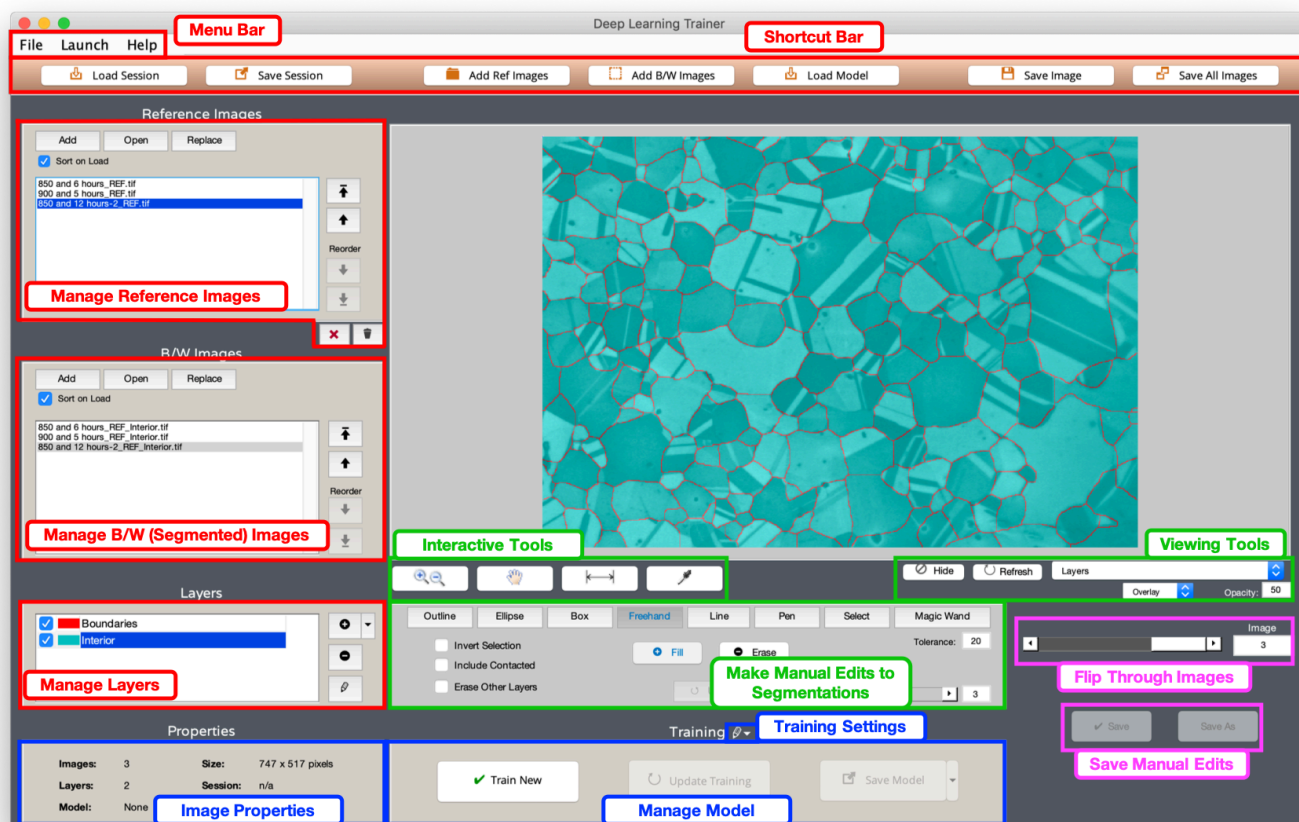 Deep Learning Trainer
File Launch Help
Menu Bar
Shortcut Bar
Load Session
Save Session
Add Ref Images
Add B/W Images
Load Model
Save Image
Save All Images
Reference Images
Add Open Replace
Sort on Load
850 and 6 hours_REF.tif
900 and 5 hours_REF.tif
850 and 12 hours-2_REF.tif
Reorder
Manage Reference Images
B/W Images
Add Open Replace
Sort on Load
850 and 6 hours_REF_Interior.tif
900 and 5 hours_REF_Interior.tif
850 and 12 hours-2_REF_Interior.tif
Reorder
Manage B/W (Segmented) Images
Layers
Boundaries
Interior
Manage Layers
Properties
Images: 3 Size: 747 x 517 pixels
Layers: 2 Session: n/a
Model: None
Image Properties
Interactive Tools
Viewing Tools
Hide Refresh Layers
Overlay Opacity: 50
Outline Ellipse Box Freehand Line Pen Select Magic Wand
Invert Selection
Include Contacted
Erase Other Layers
Fill Erase
Tolerance: 20
3
Make Manual Edits to
Segmentations
Image
3
Flip Through Images
Save Save As
Save Manual Edits
Training
Training Settings
Train New Update Training Save Model
Manage Model